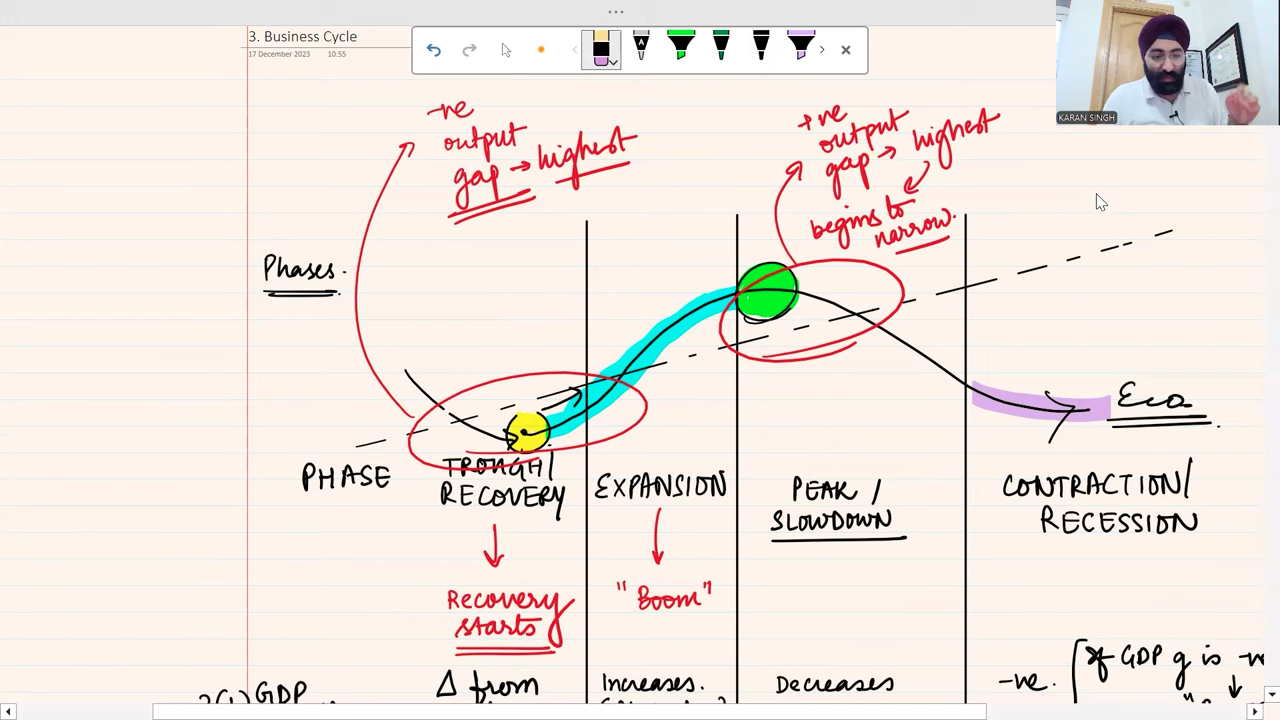 3. Business Cycle
17 December 2023 10:55
KARAN SINGH
-ve
output
gap → highest
+ve
output
gap → highest
begins to
narrow.
Phases.
Eco
PHASE
TROUGH/
RECOVERY
EXPANSION
PEAK /
SLOWDOWN
CONTRACTION/
RECESSION
Recovery
starts
"Boom"
GDP
Δ from
Increases.
Decreases
-ve.
If GDP g is -ve